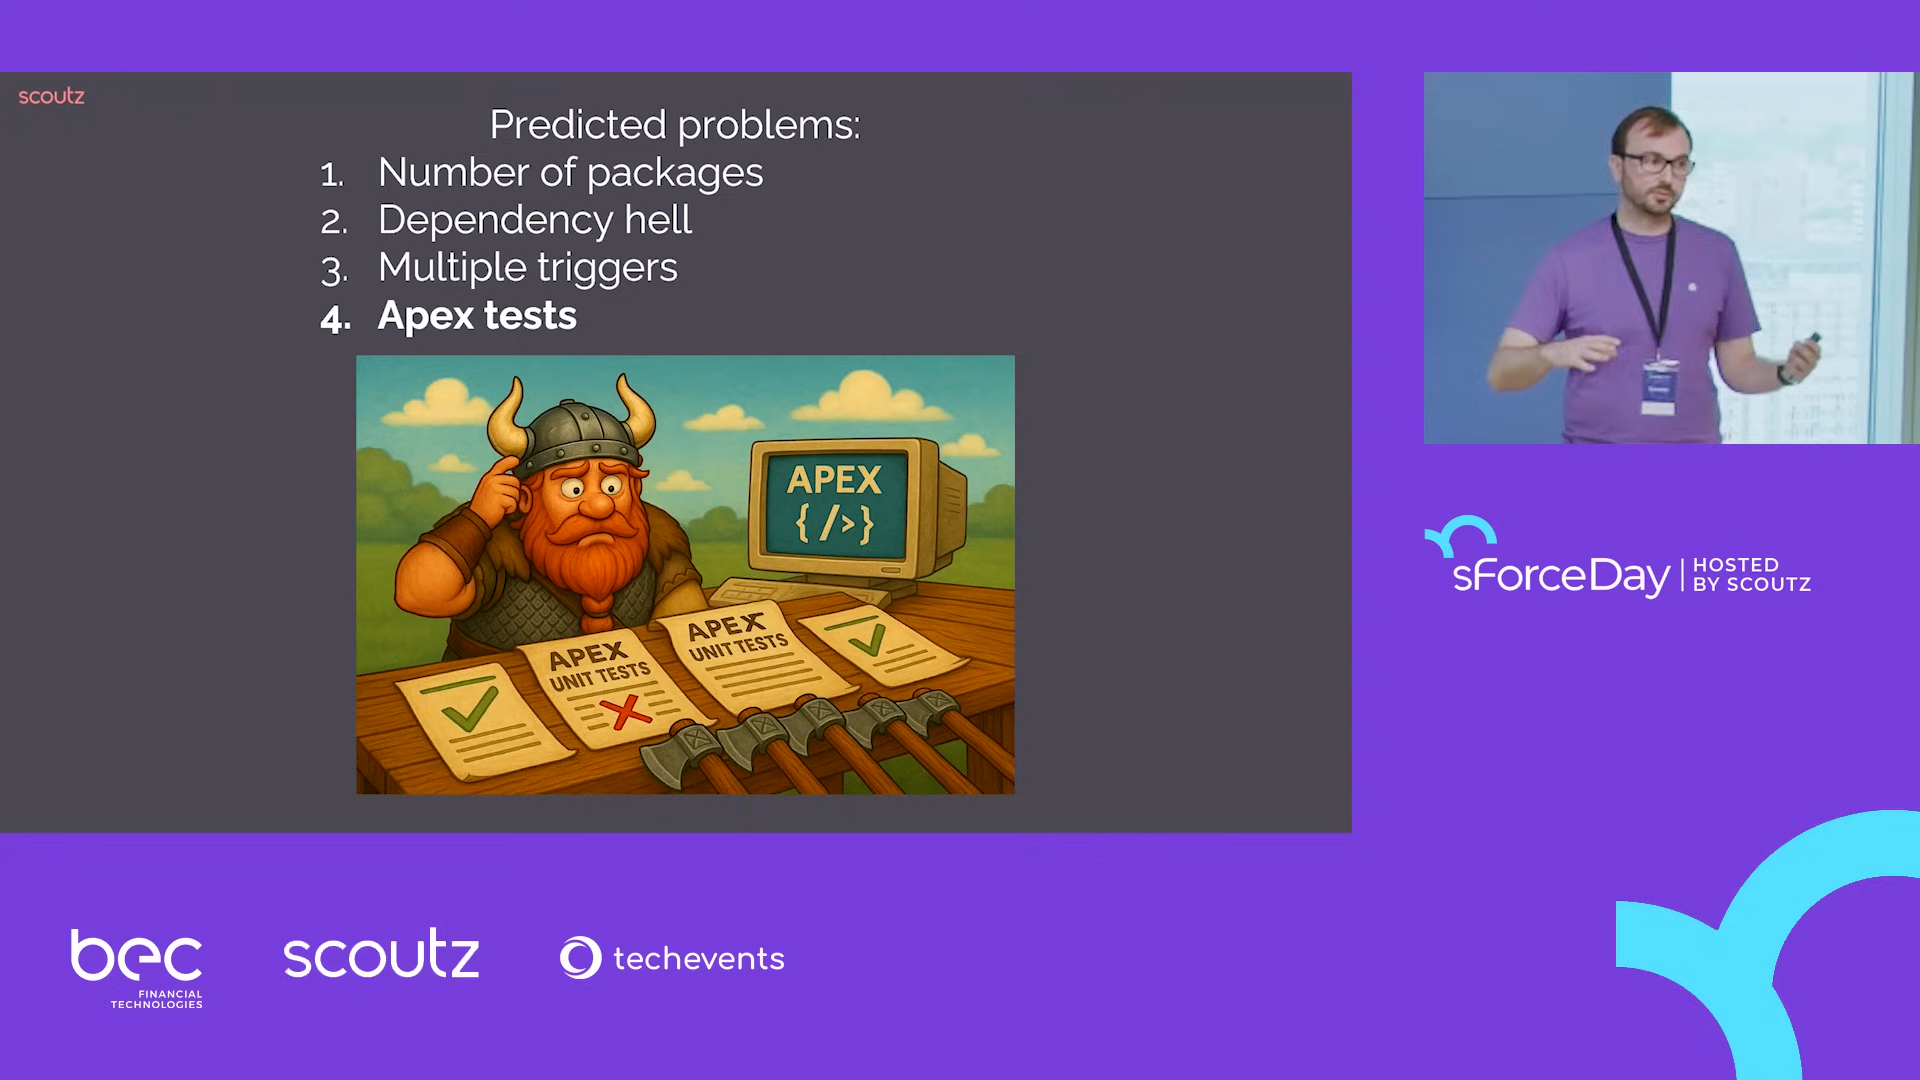 scoutz
Predicted problems:
1. Number of packages
2. Dependency hell
3. Multiple triggers
4. Apex tests
APEX
{ /> }
APEX
UNIT TESTS
APEX
UNIT TESTS
sForceDay
HOSTED
BY SCOUTZ
bec
FINANCIAL
TECHNOLOGIES
scoutz
techevents